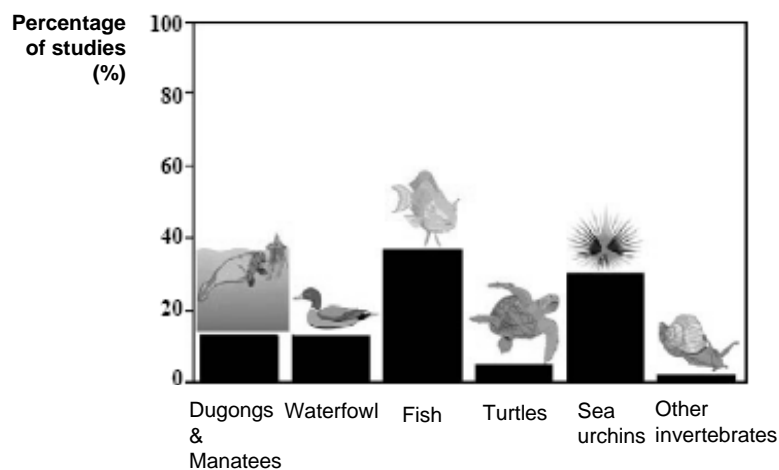 Percentage
of studies
(%)
100
80
60
40
20
0
Dugongs
&
Manatees
Waterfowl
Fish
Turtles
Sea
urchins
Other
invertebrates